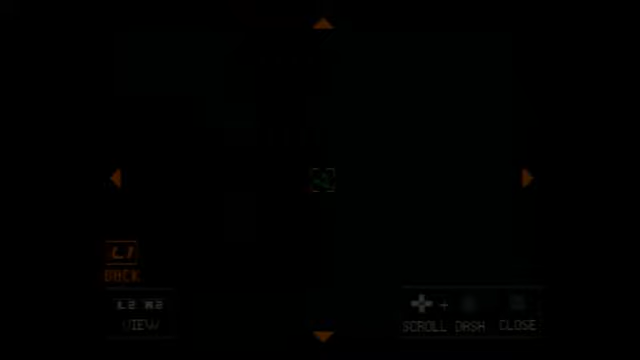 L1
BACK
L2 R2
VIEW
+
SCROLL DASH CLOSE